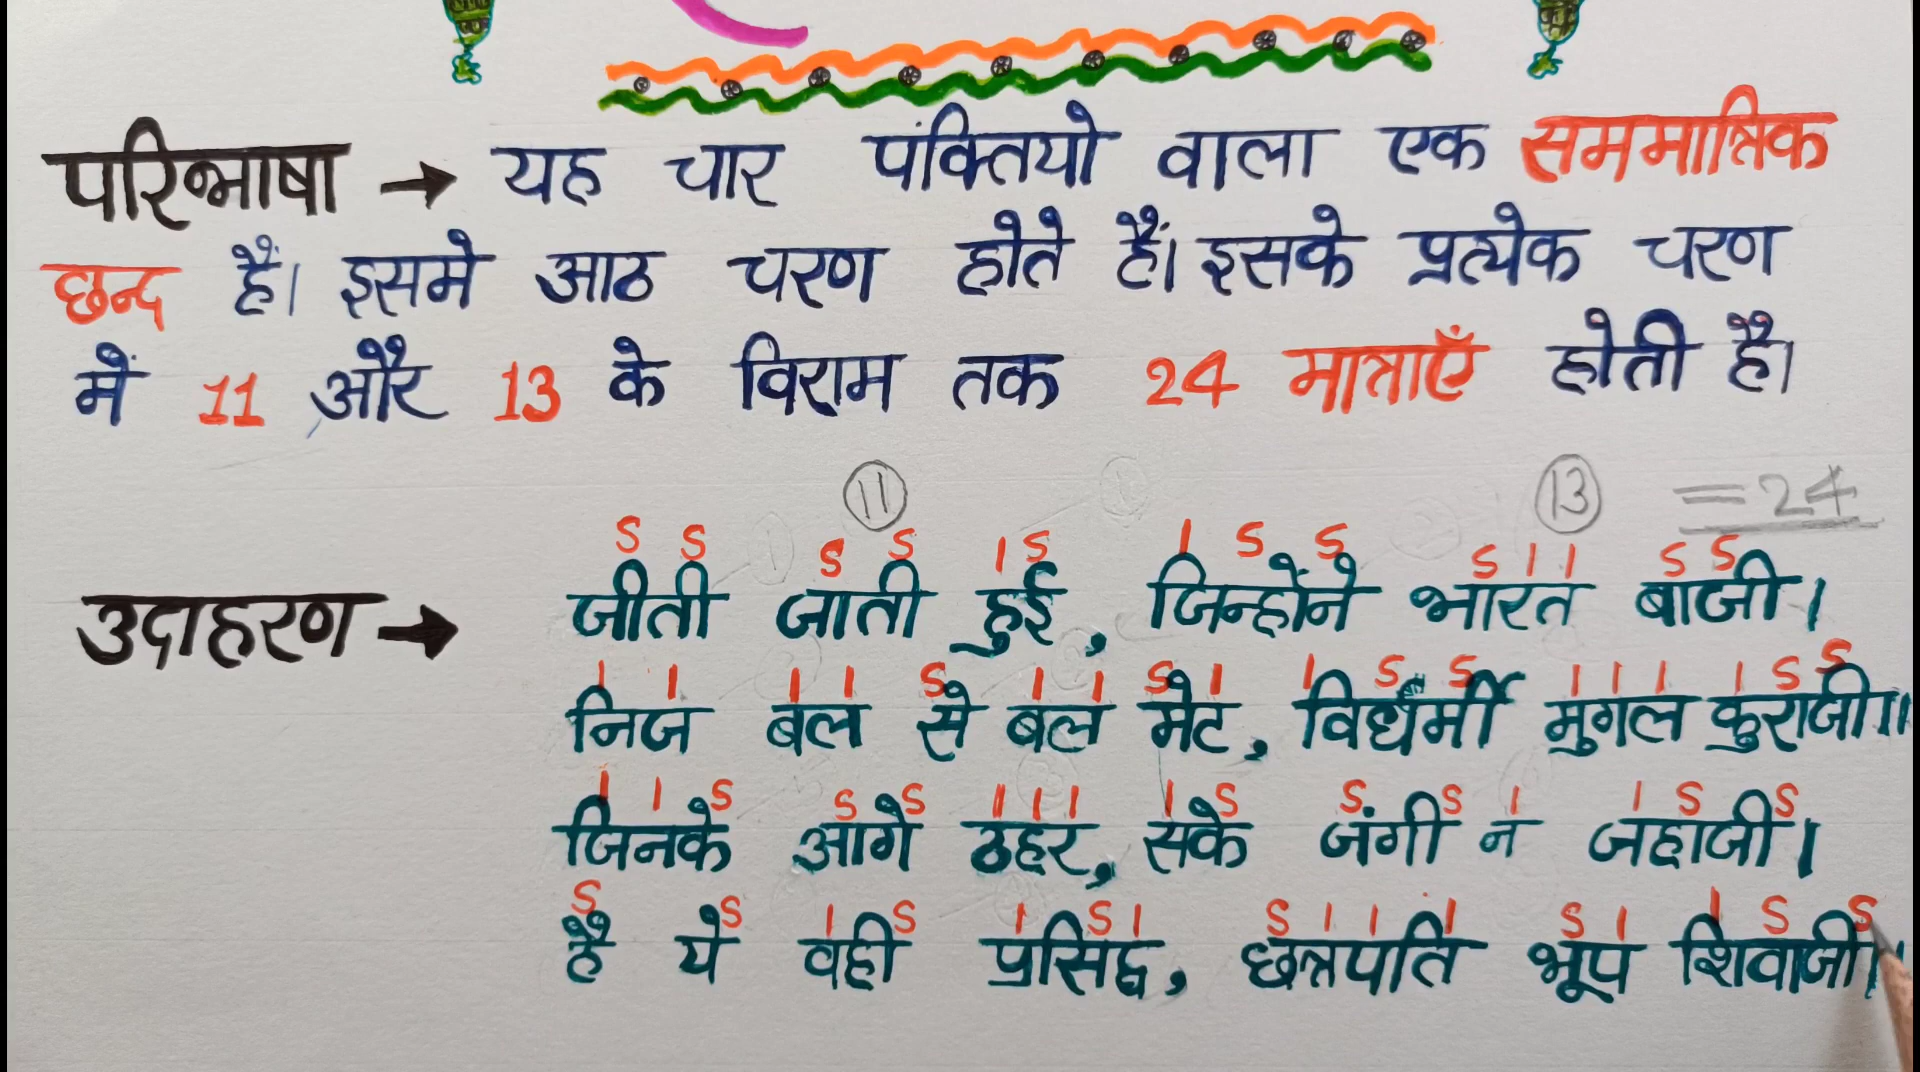 परिभाषा → यह चार पंक्तियो वाला एक सममात्रिक
छन्द है। इसमे आठ चरण होते हैं। इसके प्रत्येक चरण
में 11 और 13 के विराम तक 24 मात्राएँ होती है।
11 13 = 24
S S S S I S I S S S I I S S
उदाहरण → जीती जाती हुई, जिन्होंने भारत बाजी।
I I I I S I I S I I S S I I I I S S
निज बल से बल मेट, विधर्मी मुगल कुराजी॥
I I S S S I I I I S S S I I S S
जिनके आगे ठहर, सके जंगी न जहाजी।
S S I S I S I S I I I S I I S S
है ये वही प्रसिद्ध, छत्रपति भूप शिवाजी॥